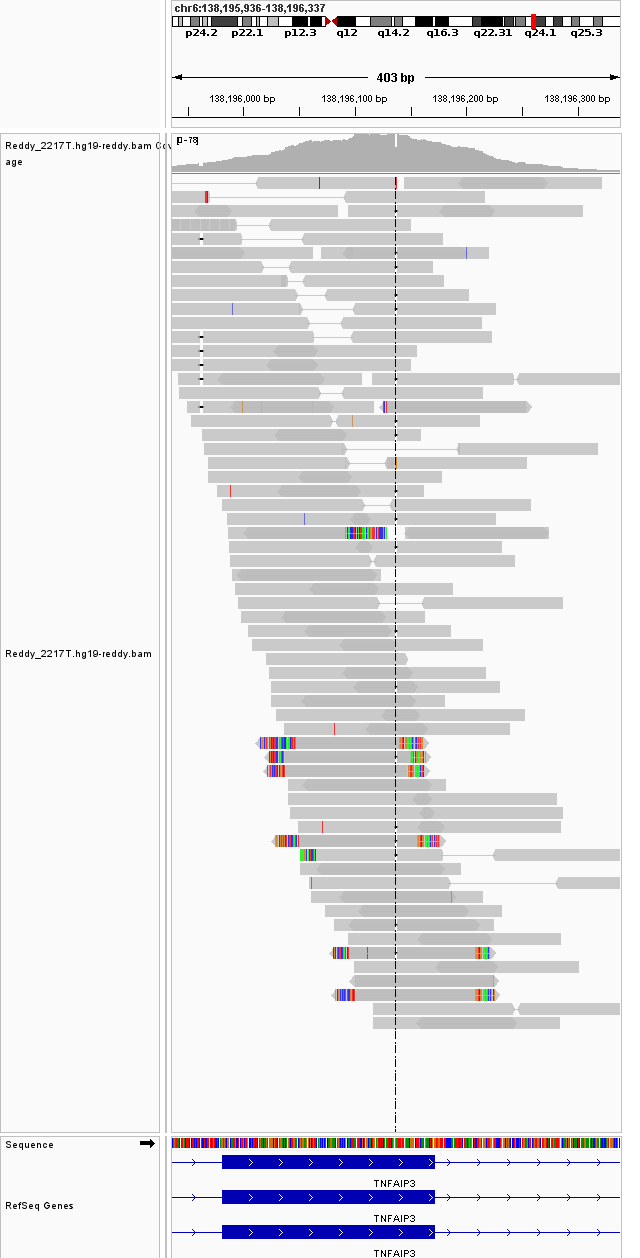 chr6:138,195,936-138,196,337
p24.2 p22.1 p12.3 q12 q14.2 q16.3 q22.31 q24.1 q25.3
403 bp
138,196,000 bp 138,196,100 bp 138,196,200 bp 138,196,300 bp
[0-78]
Reddy_2217T.hg19-reddy.bam Cov
age
Reddy_2217T.hg19-reddy.bam
Sequence
TNFAIP3
RefSeq Genes
TNFAIP3
TNFAIP3